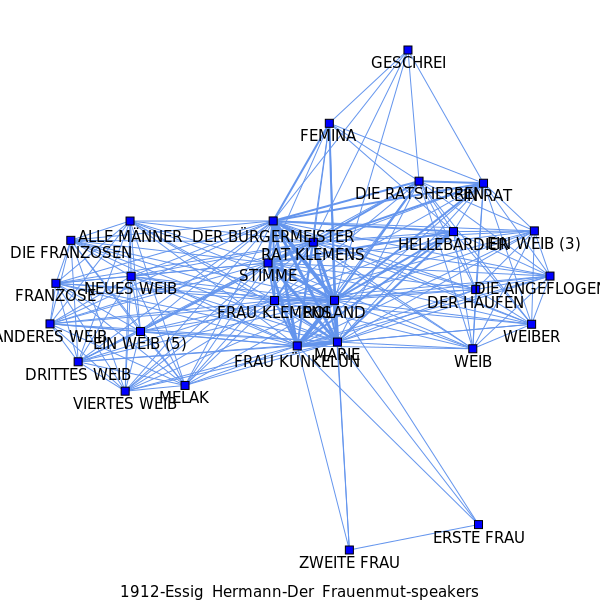 GESCHREI
FEMINA
DIE RATSHERREN
EIN RAT
ALLE MÄNNER
DER BÜRGERMEISTER
HELLEBARDIER
EIN WEIB (3)
DIE FRANZOSEN
RAT KLEMENS
STIMME
FRANZOSE
NEUES WEIB
DIE ANGEFLOGEN
DER HAUFEN
FRAU KLEMENS
ROLAND
ANDERES WEIB
EIN WEIB (5)
WEIBER
MARIE
FRAU KÜNKELIN
WEIB
DRITTES WEIB
VIERTES WEIB
MELAK
ERSTE FRAU
ZWEITE FRAU
1912-Essig_Hermann-Der_Frauenmut-speakers